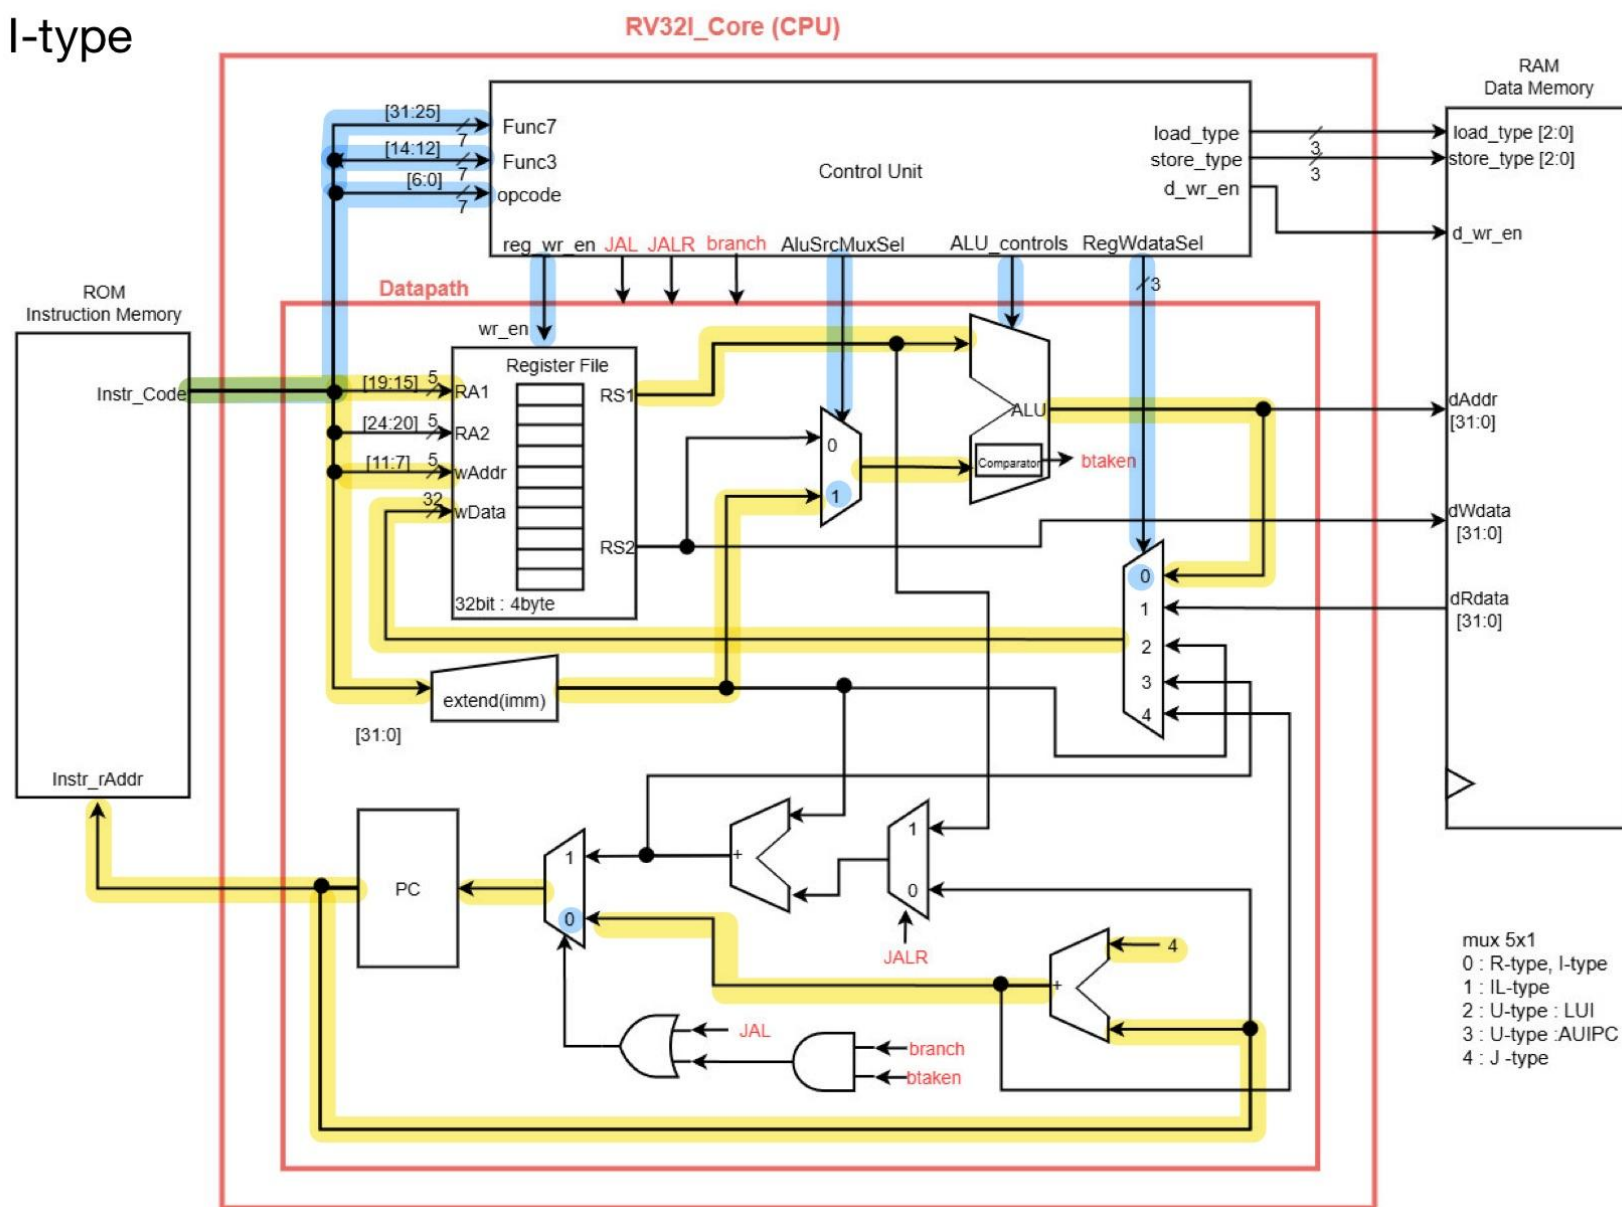 I-type
RV32I_Core (CPU)
RAM
Data Memory
[31:25]
7
Func7
[14:12]
7
Func3
[6:0]
7
opcode
Control Unit
load_type
3
load_type [2:0]
store_type
3
store_type [2:0]
d_wr_en
d_wr_en
reg_wr_en
JAL
JALR
branch
AluSrcMuxSel
ALU_controls
RegWdataSel
3
Datapath
ROM
Instruction Memory
wr_en
Register File
Instr_Code
[19:15]
5
RA1
RS1
[24:20]
5
RA2
[11:7]
5
wAddr
32
wData
RS2
32bit : 4byte
0
1
ALU
Comparator
btaken
dAddr
[31:0]
dWdata
[31:0]
dRdata
[31:0]
0
1
2
3
4
extend(imm)
[31:0]
Instr_rAddr
PC
1
0
+
1
0
JALR
4
+
JAL
branch
btaken
mux 5x1
0 : R-type, I-type
1 : IL-type
2 : U-type : LUI
3 : U-type :AUIPC
4 : J -type